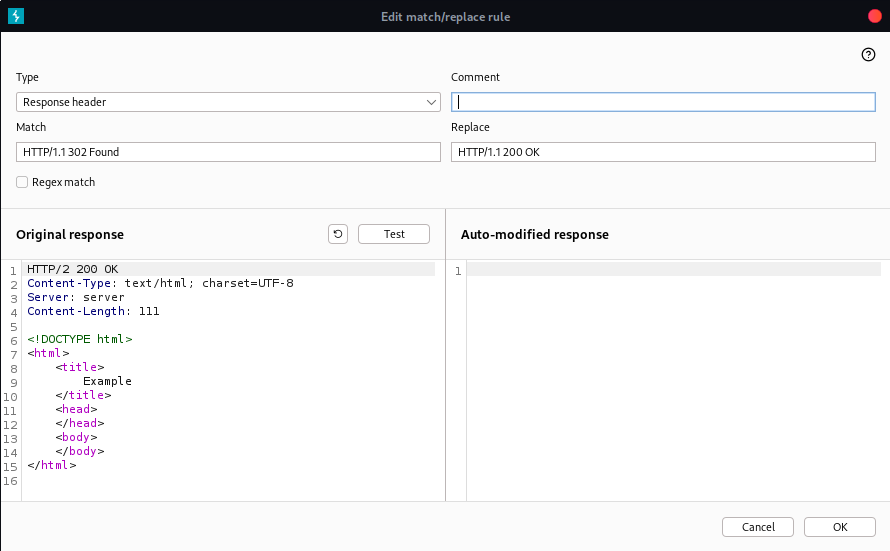 Edit match/replace rule
Type
Comment
Response header
Match
Replace
HTTP/1.1 302 Found
HTTP/1.1 200 OK
Regex match
Original response
Test
Auto-modified response
1 HTTP/2 200 OK
1
2 Content-Type: text/html; charset=UTF-8
3 Server: server
4 Content-Length: 111
5
6 <!DOCTYPE html>
7 <html>
8 <title>
9 Example
10 </title>
11 <head>
12 </head>
13 <body>
14 </body>
15 </html>
16
Cancel
OK